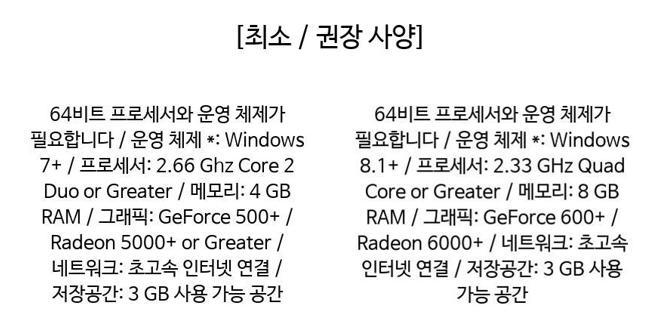 [최소 / 권장 사양]
64비트 프로세서와 운영 체제가
필요합니다 / 운영 체제 *: Windows
7+ / 프로세서: 2.66 Ghz Core 2
Duo or Greater / 메모리: 4 GB
RAM / 그래픽: GeForce 500+ /
Radeon 5000+ or Greater /
네트워크: 초고속 인터넷 연결 /
저장공간: 3 GB 사용 가능 공간
64비트 프로세서와 운영 체제가
필요합니다 / 운영 체제 *: Windows
8.1+ / 프로세서: 2.33 GHz Quad
Core or Greater / 메모리: 8 GB
RAM / 그래픽: GeForce 600+ /
Radeon 6000+ / 네트워크: 초고속
인터넷 연결 / 저장공간: 3 GB 사용
가능 공간